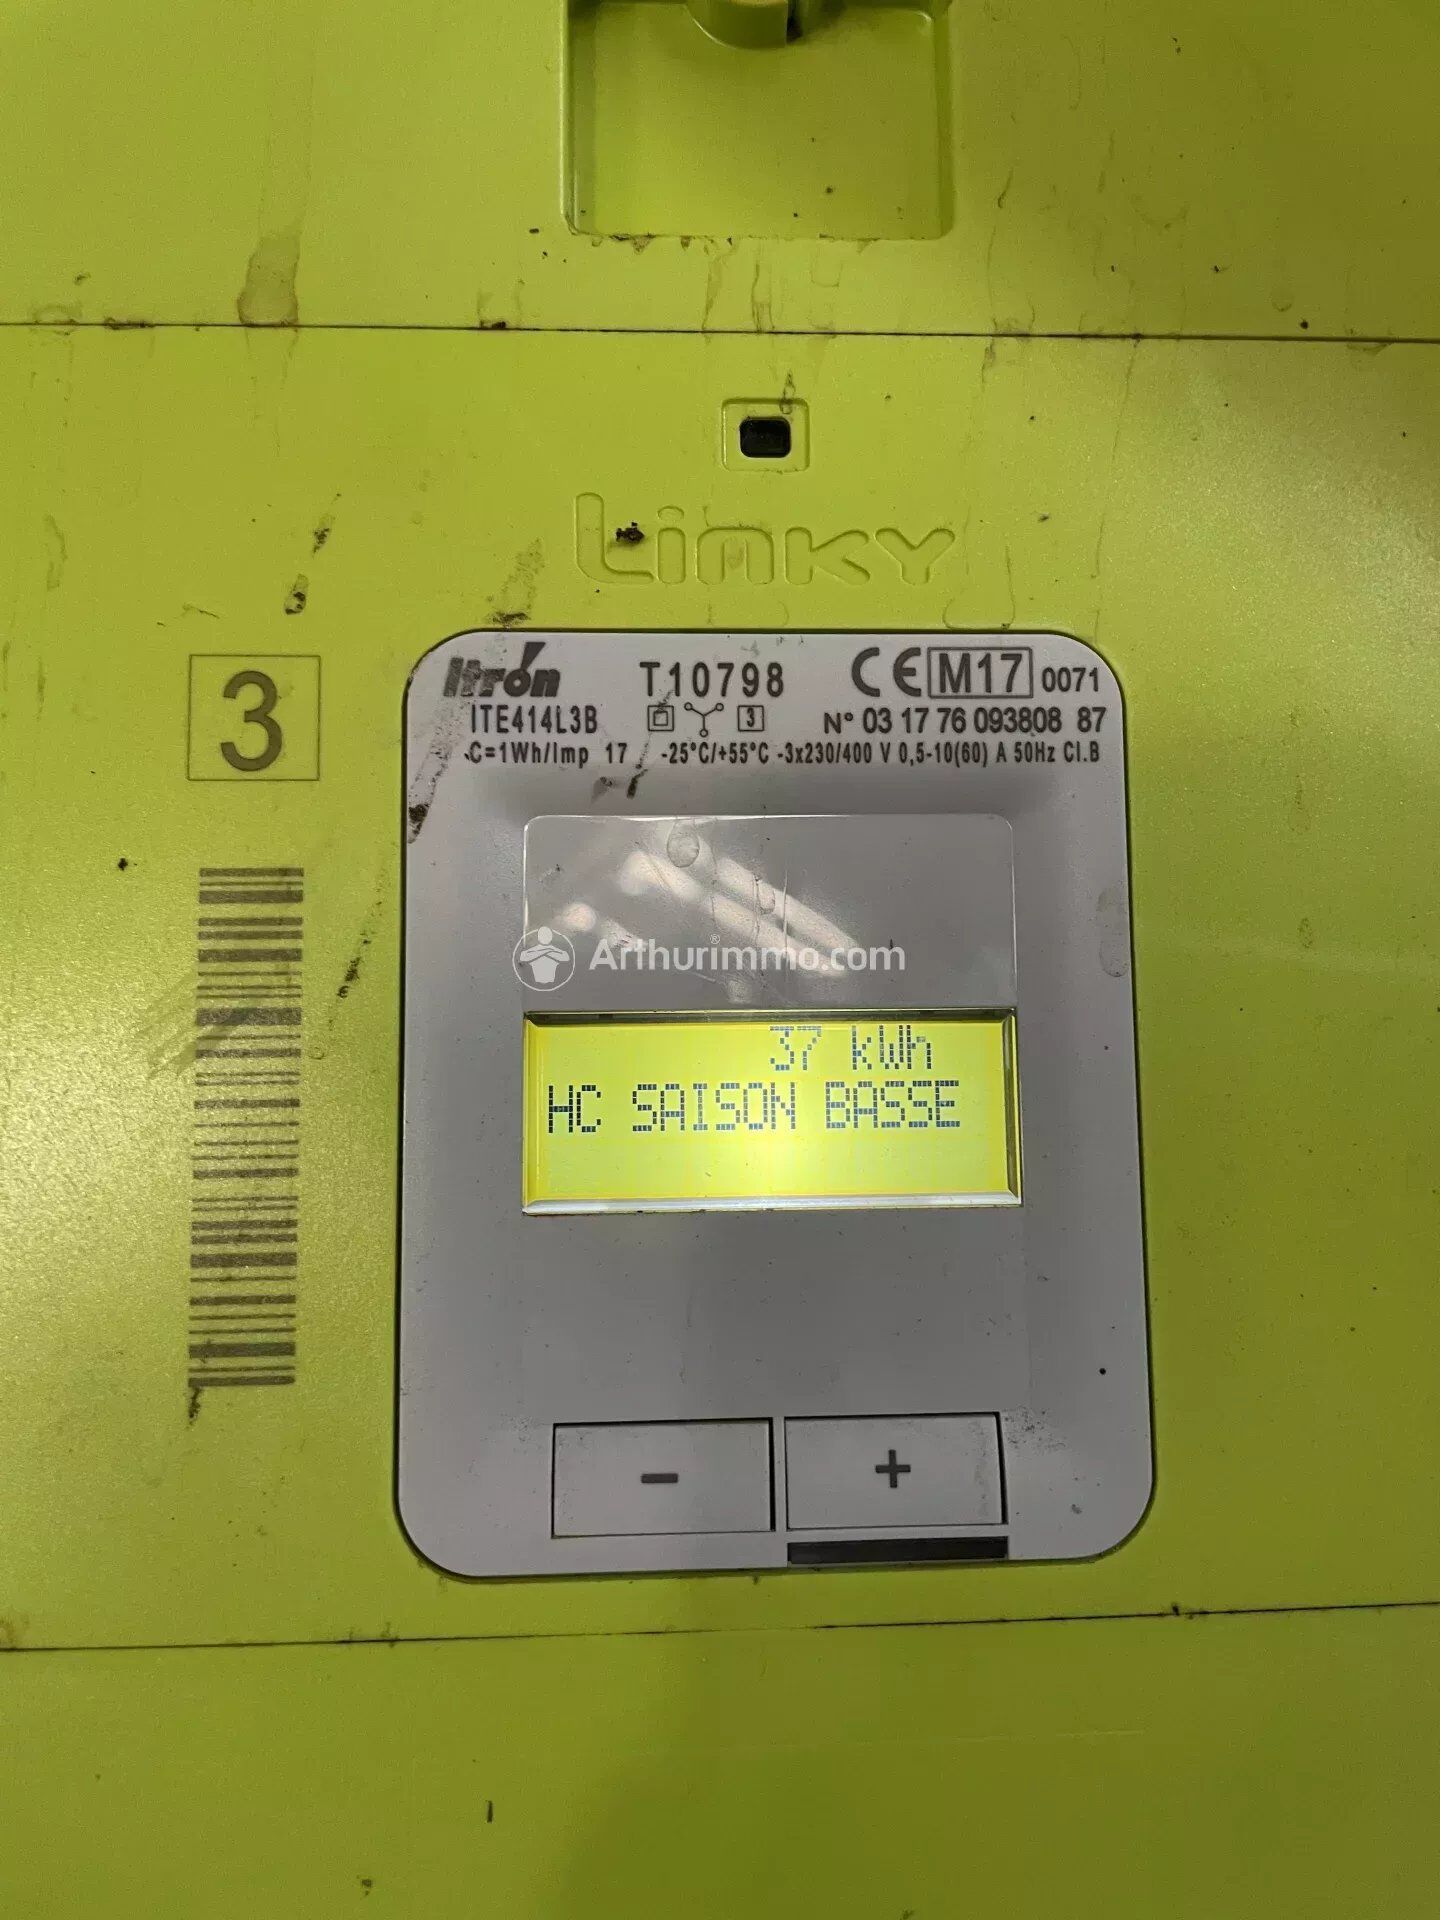 Linky
3
Itrón T10798 CE M17 0071
ITE414L3B 3 N° 03 17 76 093808 87
C=1Wh/Imp 17 -25°C/+55°C -3x230/400 V 0,5-10(60) A 50Hz Cl.B
Arthurimmo.com
37 kWh
HC SAISON BASSE
- +